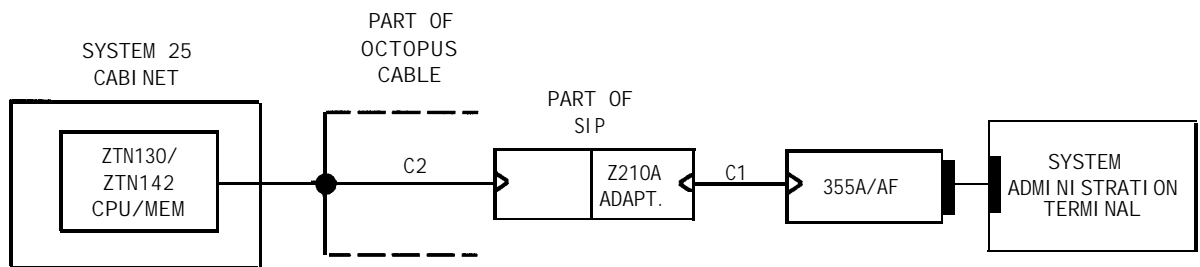 SYSTEM 25
CABINET
PART OF
OCTOPUS
CABLE
PART OF
SIP
ZTN130/
ZTN142
CPU/MEM
C2
Z210A
ADAPT.
C1
355A/AF
SYSTEM
ADMINISTRATION
TERMINAL